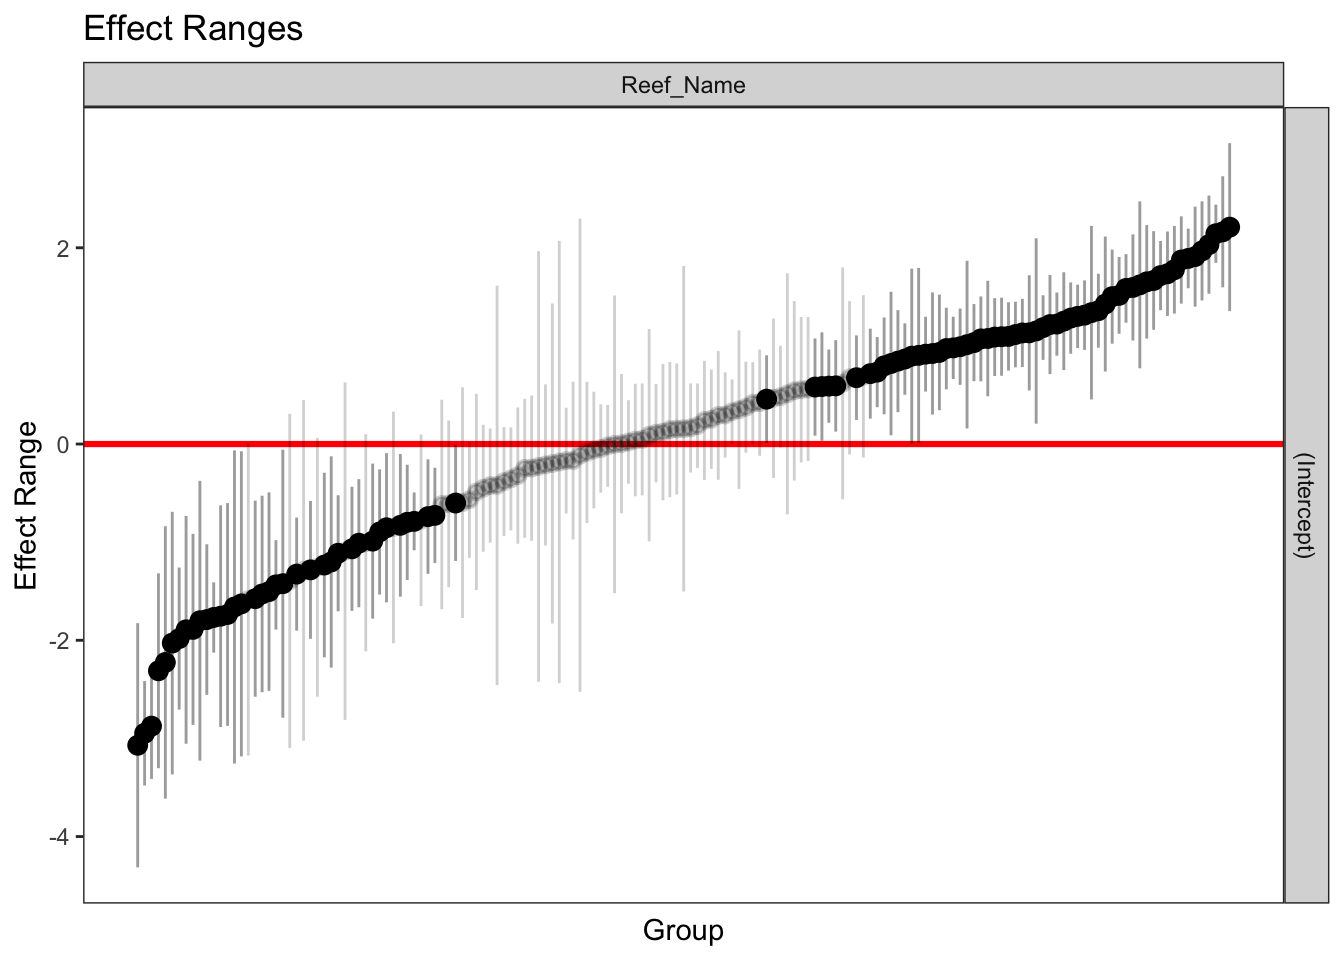 Effect Ranges
Reef_Name
2
0
-2
-4
Effect Range
(Intercept)
Group